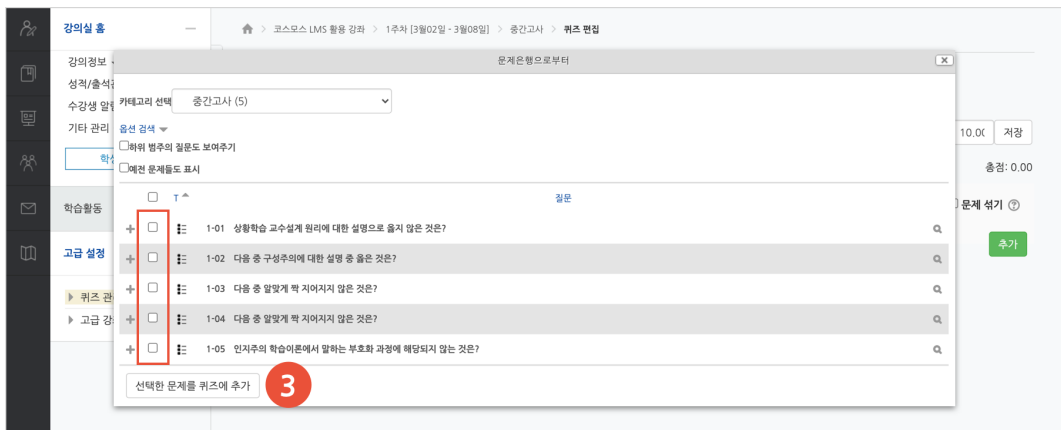 강의실 홈
코스모스 LMS 활용 강좌 > 1주차 [3월02일 - 3월08일] > 중간고사 > 퀴즈 편집
강의정보
성적/출석
수강생 알
기타 관리
학습활동
고급 설정
퀴즈 관
고급 강
문제은행으로부터
카테고리 선택 중간고사 (5)
옵션 검색
하위 범주의 질문도 보여주기
예전 문제들도 표시
T 질문
1-01 상황학습 교수설계 원리에 대한 설명으로 옳지 않은 것은?
1-02 다음 중 구성주의에 대한 설명 중 옳은 것은?
1-03 다음 중 알맞게 짝 지어지지 않은 것은?
1-04 다음 중 알맞게 짝 지어지지 않은 것은?
1-05 인지주의 학습이론에서 말하는 부호화 과정에 해당되지 않는 것은?
선택한 문제를 퀴즈에 추가
3
10.00 저장
총점: 0.00
문제 섞기
추가